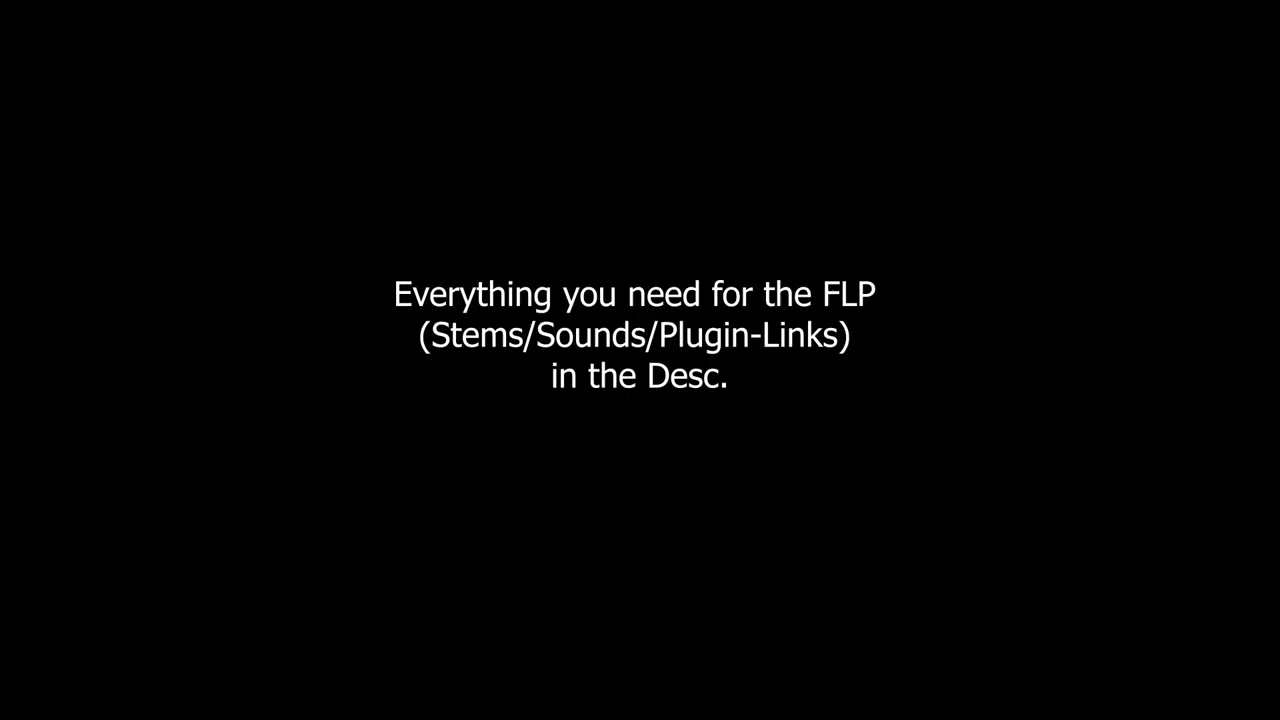 Everything you need for the FLP
(Stems/Sounds/Plugin-Links)
in the Desc.